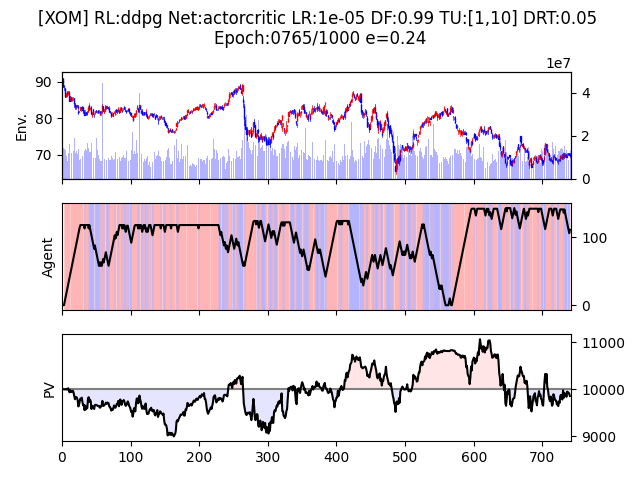 [XOM] RL:ddpg Net:actorcritic LR:1e-05 DF:0.99 TU:[1,10] DRT:0.05
Epoch:0765/1000 e=0.24
1e7
90
80
70
Env.
4
2
0
Agent
100
0
PV
11000
10000
9000
0 100 200 300 400 500 600 700